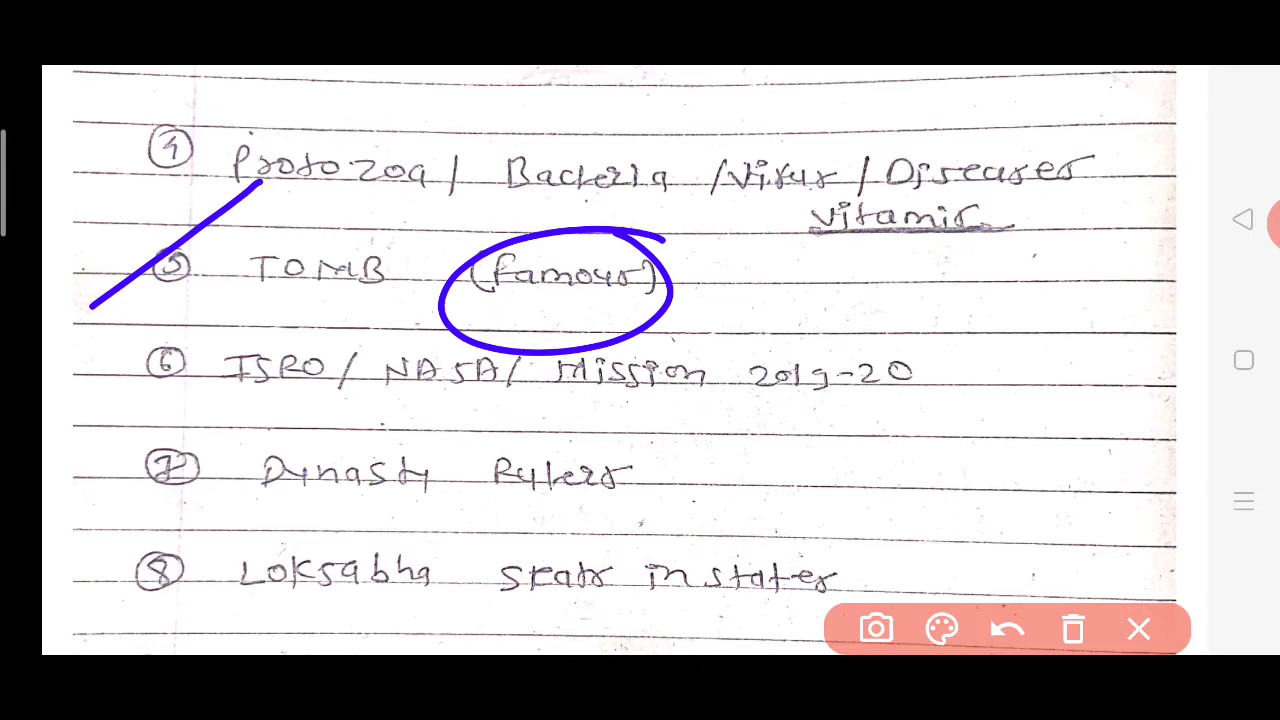 ④ Protozoa / Bacteria / Virus / Diseases
Vitamin
⑤ TOMB (famous)
⑥ ISRO / NASA / Mission 2019-20
⑦ Dynasty Rulers
⑧ Loksabha seats in states